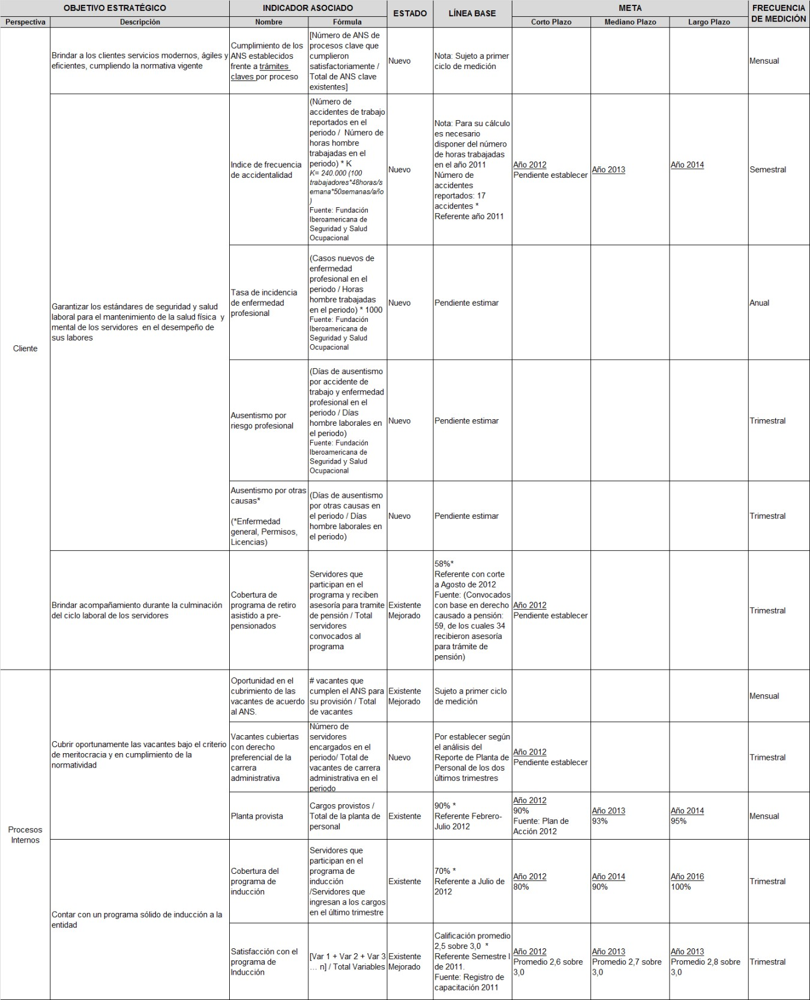 OBJETIVO ESTRATÉGICO
INDICADOR ASOCIADO
ESTADO
LÍNEA BASE
META
FRECUENCIA
DE MEDICIÓN
Perspectiva
Descripción
Nombre
Fórmula
Corto Plazo
Mediano Plazo
Largo Plazo
Cliente
Brindar a los clientes servicios modernos, ágiles y
eficientes, cumpliendo la normativa vigente
Cumplimiento de los
ANS establecidos
frente a trámites
claves por proceso
[Número de ANS de
procesos clave que
cumplieron
satisfactoriamente /
Total de ANS clave
existentes]
Nuevo
Nota: Sujeto a primer
ciclo de medición
Mensual
Garantizar los estándares de seguridad y salud
laboral para el mantenimiento de la salud física  y
mental de los servidores  en el desempeño de
sus labores
Indice de frecuencia
de accidentalidad
(Número de
accidentes de trabajo
reportados en el
periodo /  Número de
horas hombre
trabajadas en el
periodo) * K
K= 240.000 (100
trabajadores*48horas/s
emana*50semanas/año
)
Fuente: Fundación
Iberoamericana de
Seguridad y Salud
Ocupacional
Nuevo
Nota: Para su cálculo
es necesario
disponer del número
de horas trabajadas
en el año 2011
Número de
accidentes
reportados: 17
accidentes *
Referente año 2011
Año 2012
Pendiente establecer
Año 2013
Año 2014
Semestral
Tasa de incidencia
de enfermedad
profesional
(Casos nuevos de
enfermedad
profesional en el
periodo / Horas
hombre trabajadas
en el periodo) * 1000
Fuente: Fundación
Iberoamericana de
Seguridad y Salud
Ocupacional
Nuevo
Pendiente estimar
Anual
Ausentismo por
riesgo profesional
(Días de ausentismo
por accidente de
trabajo y enfermedad
profesional en el
periodo / Días
hombre laborales en
el periodo)
Fuente: Fundación
Iberoamericana de
Seguridad y Salud
Ocupacional
Nuevo
Pendiente estimar
Trimestral
Ausentismo por otras
causas*
(*Enfermedad
general, Permisos,
Licencias)
(Días de ausentismo
por otras causas en
el periodo / Días
hombre laborales en
el periodo)
Nuevo
Pendiente estimar
Trimestral
Brindar acompañamiento durante la culminación
del ciclo laboral de los servidores
Cobertura de
programa de retiro
asistido a pre-
pensionados
Servidores que
participan en el
programa y reciben
asesoría para tramite
de pensión / Total
servidores
convocados al
programa
Existente
Mejorado
58%*
Referente con corte
a Agosto de 2012
Fuente: (Convocados
con base en derecho
causado a pensión:
59, de los cuales 34
recibieron asesoría
para trámite de
pensión)
Año 2012
Pendiente establecer
Trimestral
Procesos
Internos
Cubrir oportunamente las vacantes bajo el criterio
de meritocracia y en cumplimiento de la
normatividad
Oportunidad en el
cubrimiento de las
vacantes de acuerdo
al ANS.
# vacantes que
cumplen el ANS para
su provisión / Total
de vacantes
Existente
Mejorado
Sujeto a primer ciclo
de medición
Mensual
Vacantes cubiertas
con derecho
preferencial de la
carrera
administrativa
Número de
servidores
encargados en el
periodo/ Total de
vacantes de carrera
administrativa en el
periodo
Nuevo
Por establecer según
el análisis del
Reporte de Planta de
Personal de los dos
últimos trimestres
Año 2012
Pendiente establecer
Trimestral
Planta provista
Cargos provistos /
Total de la planta de
personal
Existente
90% *
Referente Febrero-
Julio 2012
Año 2012
90%
Fuente: Plan de
Acción 2012
Año 2013
93%
Año 2014
95%
Mensual
Contar con un programa sólido de inducción a la
entidad
Cobertura del
programa de
inducción
Servidores que
participan en el
programa de
inducción
/Servidores que
ingresan a los cargos
en el último trimestre
Existente
70% *
Referente a Julio de
2012
Año 2012
80%
Año 2014
90%
Año 2016
100%
Trimestral
Satisfacción con el
programa de
Inducción
[Var 1 + Var 2 + Var 3
... n] / Total Variables
Existente
Mejorado
Calificación promedio
2,5 sobre 3,0  *
Referente Semestre I
de 2011.
Fuente: Registro de
capacitación 2011
Año 2012
Promedio 2,6 sobre
3,0
Año 2013
Promedio 2,7 sobre
3,0
Año 2013
Promedio 2,8 sobre
3,0
Trimestral